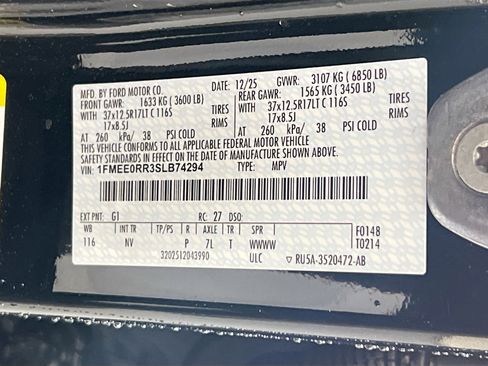 MFD. BY FORD MOTOR CO. 12/25 GVWR: 3107 KG ( 6850 LB)
FRONT GAWR: 1633 KG ( 3600 LB) REAR GAWR: 1565 KG ( 3450 LB)
WITH 37x12.5R17LT C 116S TIRES WITH 37x12.5R17LT C 116S TIRES
17x8.5J 17x8.5J
AT 260 kPa/ 38 PSI COLD AT 260 kPa/ 38 PSI COLD
THIS VEHICLE CONFORMS TO ALL APPLICABLE FEDERAL MOTOR VEHICLE
SAFETY STANDARDS IN EFFECT ON THE DATE OF MANUFACTURE SHOWN ABOVE.
VIN: 1FMEE0RR3SLB74294 TYPE: MPV
EXT PNT: G1 RC: 27 DSO:
WB INT TR TP/PS R AXLE TR SPR F0148
116 NV P 7L T WWWW T0214
3202512043990 ULC RU5A-3520472-AB